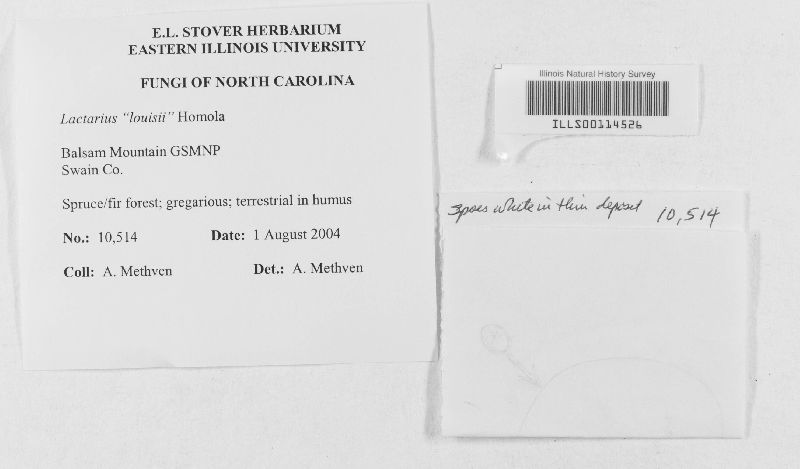 E.L. STOVER HERBARIUM
EASTERN ILLINOIS UNIVERSITY
FUNGI OF NORTH CAROLINA
Lactarius "louisii" Homola
Balsam Mountain GSMNP
Swain Co.
Spruce/fir forest; gregarious; terrestrial in humus
No.: 10,514 Date: 1 August 2004
Coll: A. Methven Det.: A. Methven
Illinois Natural History Survey
ILLS00114526
Spores white in thin deposit 10,514